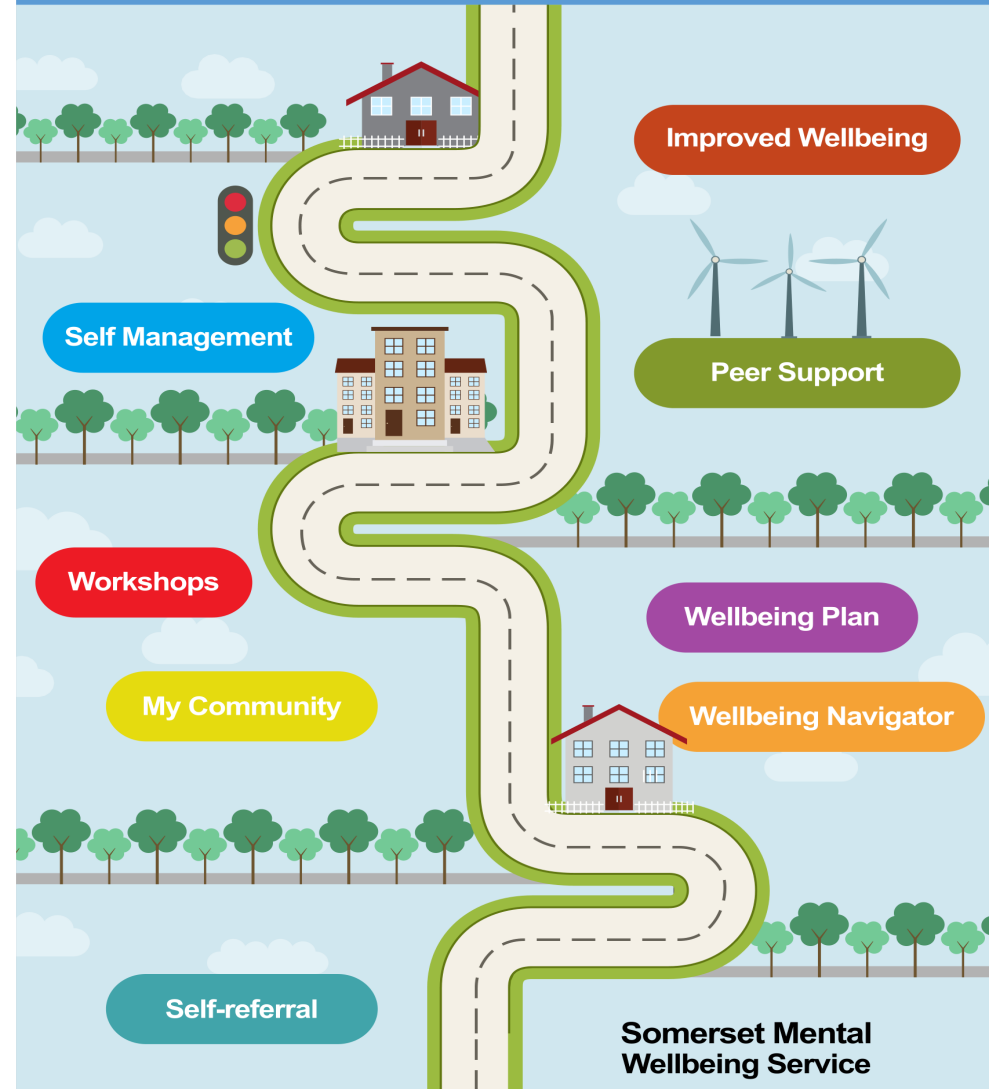 Improved Wellbeing
Self Management
Peer Support
Workshops
Wellbeing Plan
My Community
Wellbeing Navigator
Self-referral
Somerset Mental
Wellbeing Service